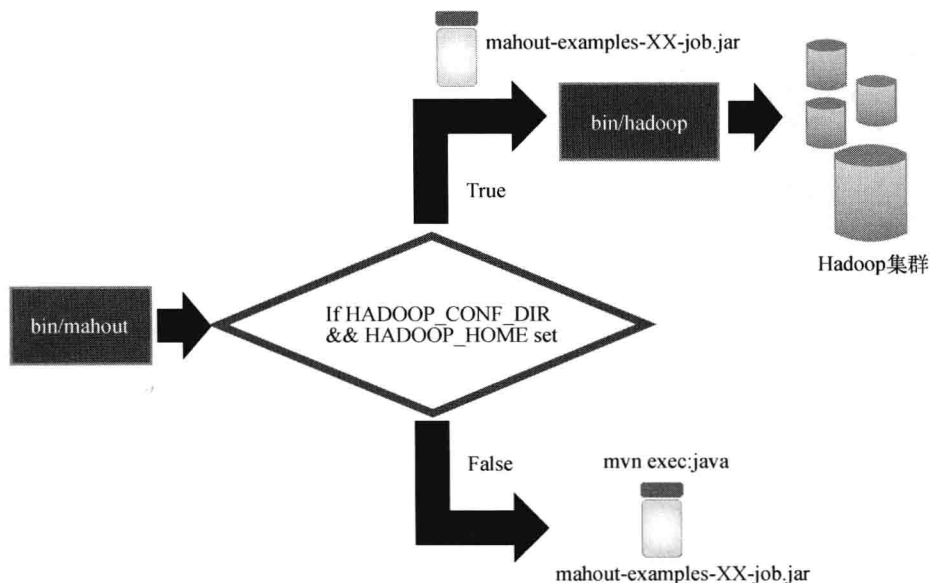 mahout-examples-XX-job.jar
bin/hadoop
True
Hadoop集群
bin/mahout
If HADOOP_CONF_DIR
&& HADOOP_HOME set
False
mvn exec:java
mahout-examples-XX-job.jar